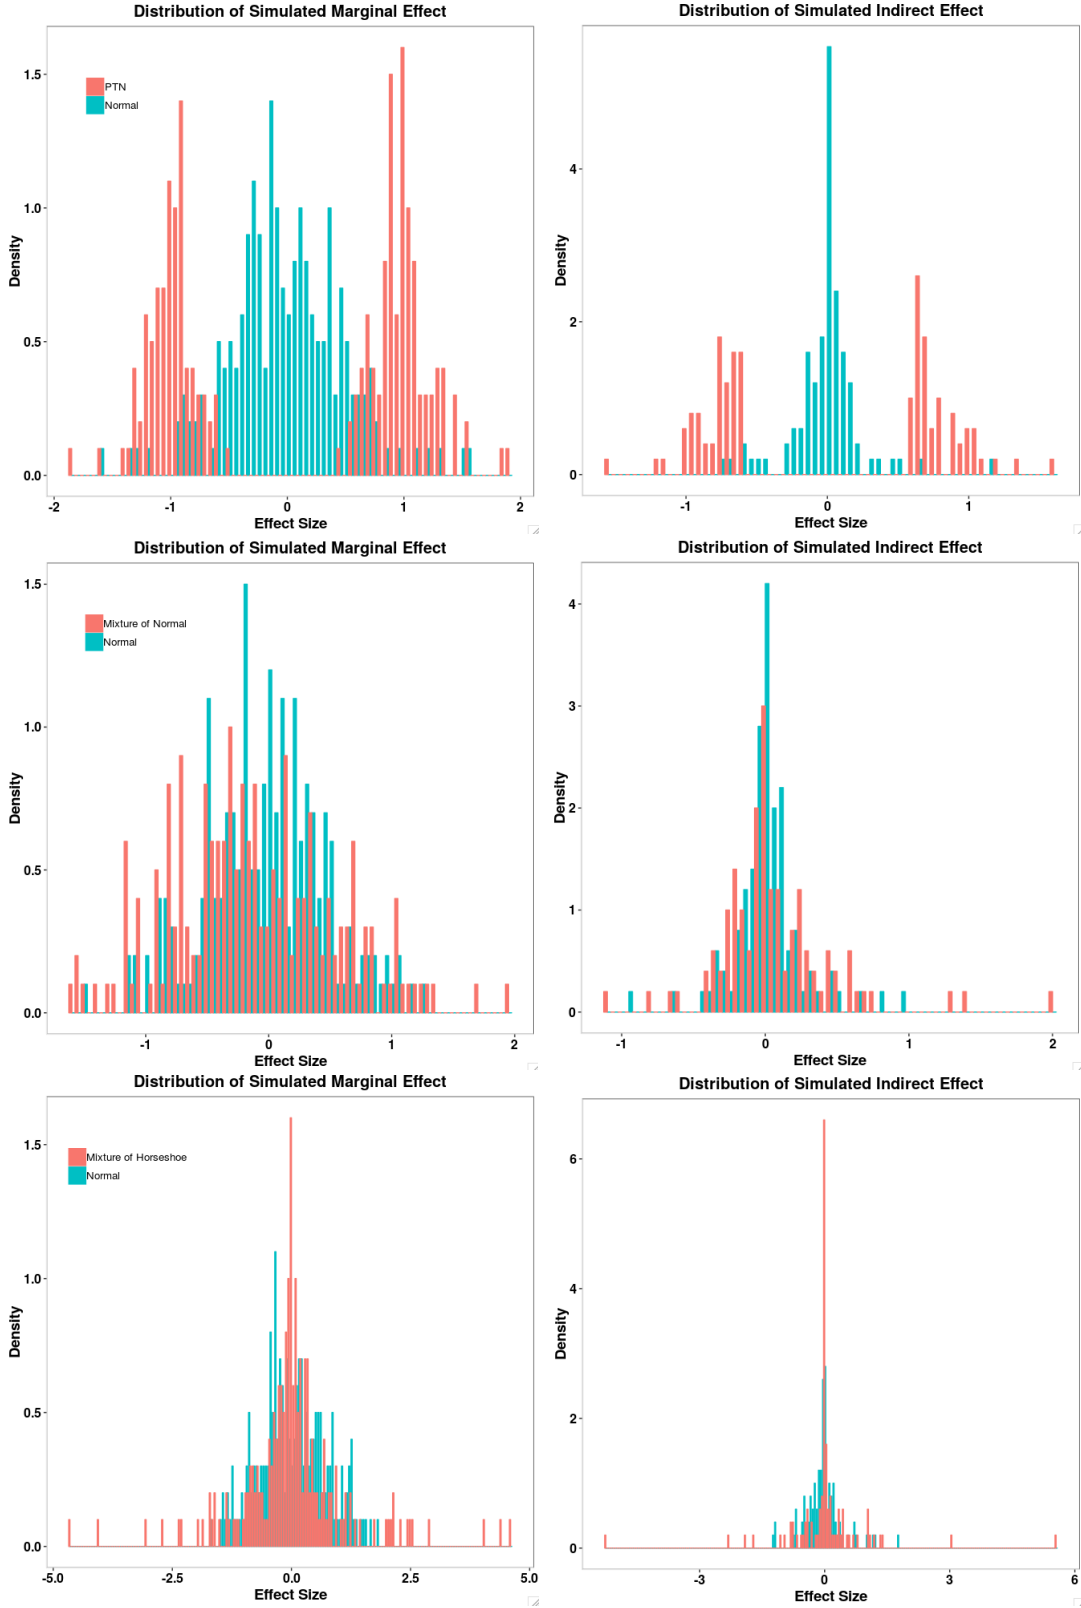 Distribution of Simulated Marginal Effect
1.5
1.0
0.5
0.0
Density
PTN
Normal
-2
-1
0
1
2
Effect Size
Distribution of Simulated Indirect Effect
4
2
0
Density
-1
0
1
Effect Size
Distribution of Simulated Marginal Effect
1.5
1.0
0.5
0.0
Density
Mixture of Normal
Normal
-1
0
1
2
Effect Size
Distribution of Simulated Indirect Effect
4
3
2
1
0
Density
-1
0
1
2
Effect Size
Distribution of Simulated Marginal Effect
1.5
1.0
0.5
0.0
Density
Mixture of Horseshoe
Normal
-5.0
-2.5
0.0
2.5
5.0
Effect Size
Distribution of Simulated Indirect Effect
6
4
2
0
Density
-3
0
3
6
Effect Size